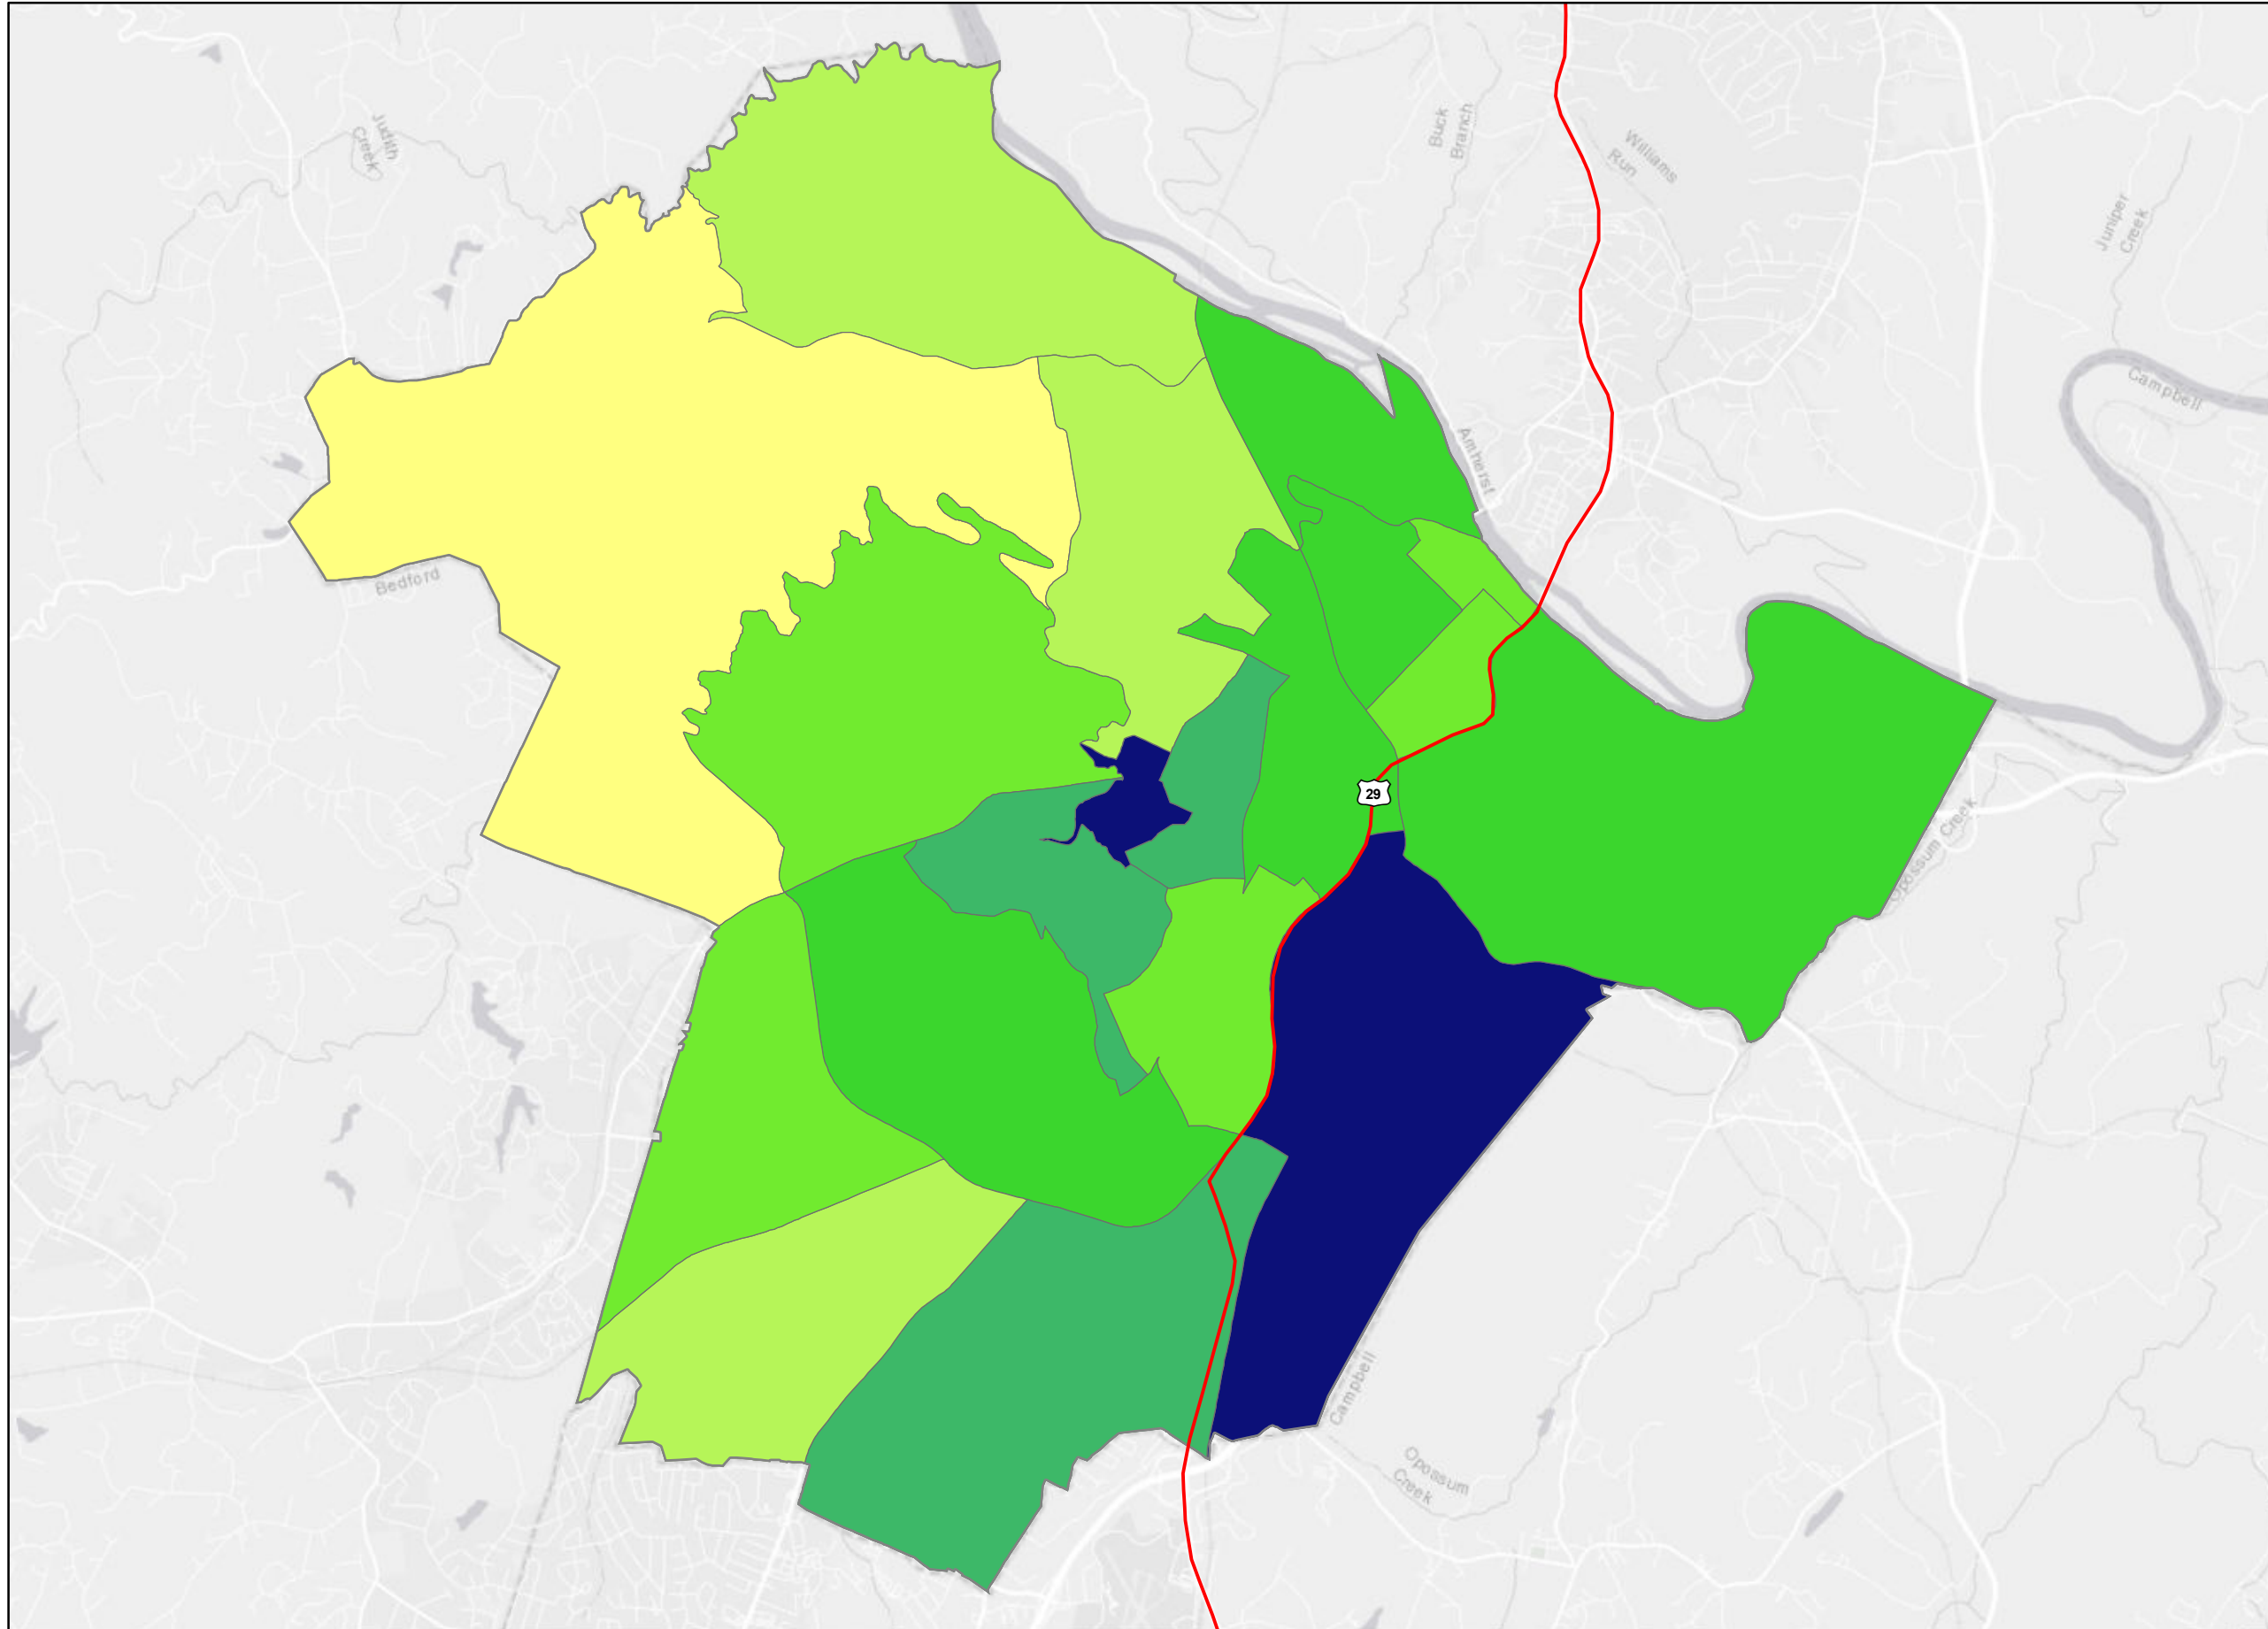 Judith
Creek
Buck
Branch
Williams
Run
Juniper
Creek
Campbell
Amherst
Bedford
29
Opossum Creek
Campbell
Opossum
Creek